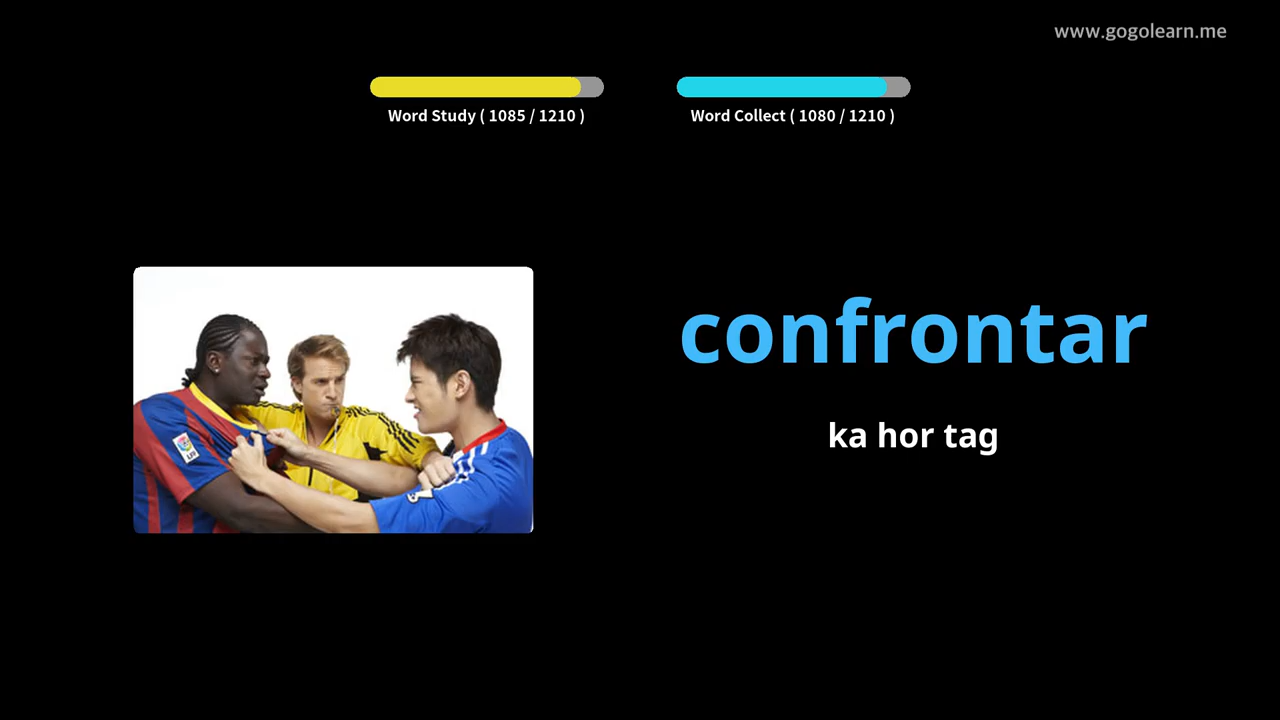 www.gogolearn.me
Word Study ( 1085 / 1210 )
Word Collect ( 1080 / 1210 )
confrontar
ka hor tag